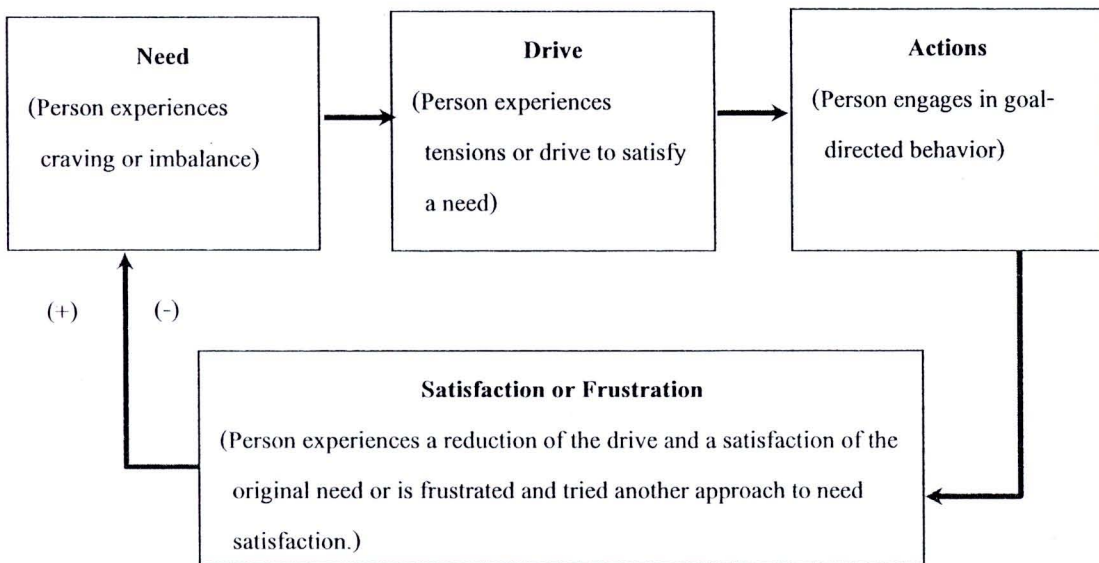 Need
(Person experiences
craving or imbalance)
Drive
(Person experiences
tensions or drive to satisfy
a need)
Actions
(Person engages in goal-
directed behavior)
(+)
(-)
Satisfaction or Frustration
(Person experiences a reduction of the drive and a satisfaction of the
original need or is frustrated and tried another approach to need
satisfaction.)